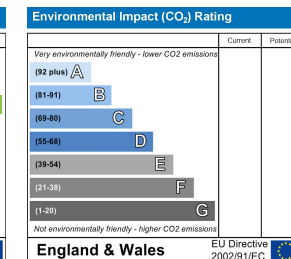 Environmental Impact (CO₂) Rating
Current Potenti
Very environmentally friendly - lower CO2 emissions
(92 plus) A
(81-91) B
(69-80) C
(55-68) D
(39-54) E
(21-38) F
(1-20) G
Not environmentally friendly - higher CO2 emissions
England & Wales
EU Directive
2002/91/EC